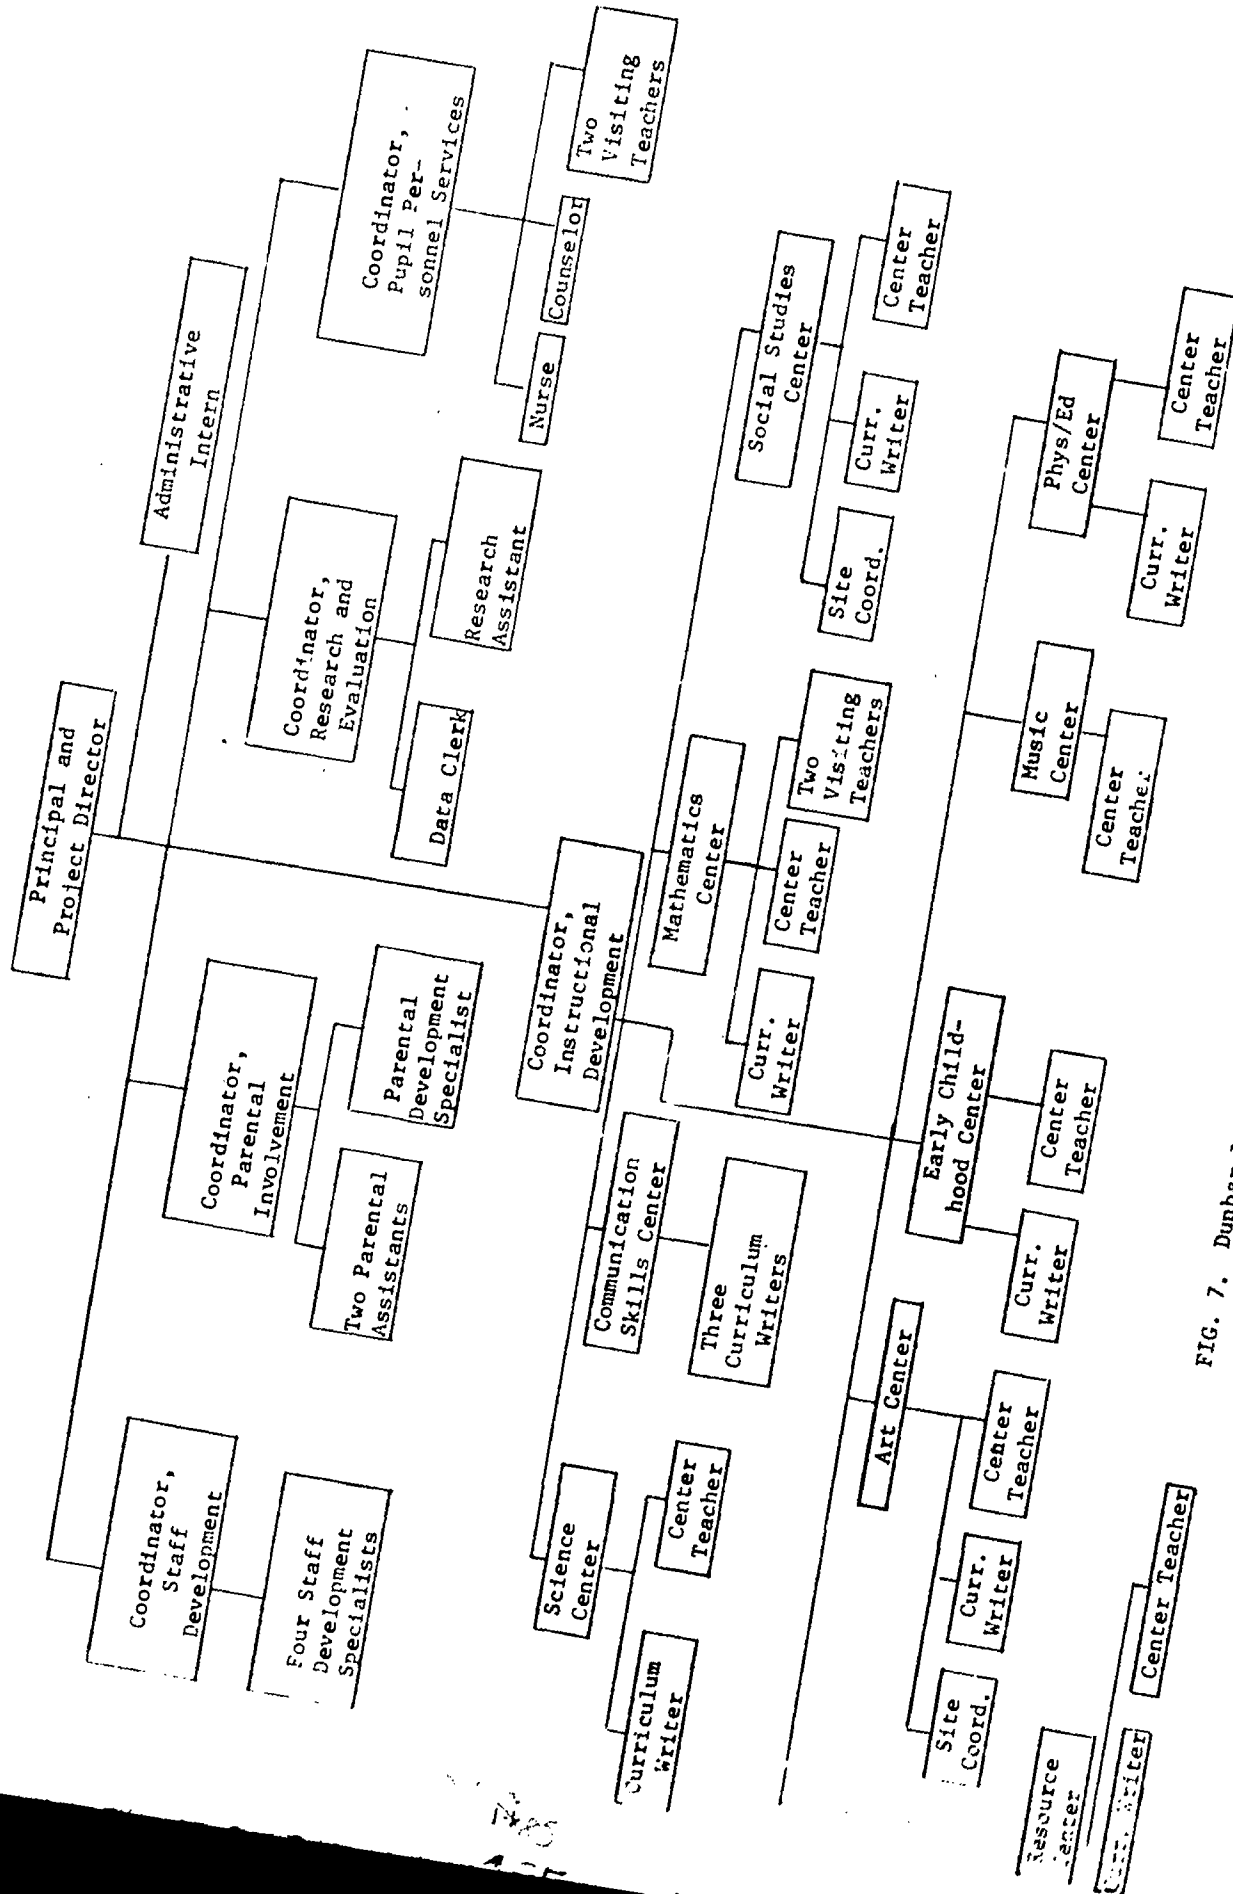 Principal and
Project Director
Administrative
Intern
Coordinator,
Staff
Development
Four Staff
Development
Specialists
Coordinator,
Parental
Involvement
Two Parental
Assistants
Parental
Development
Specialist
Coordinator,
Research and
Evaluation
Data Clerk
Research
Assistant
Coordinator,
Pupil Per-
sonnel Services
Nurse
Counselor
Two
Visiting
Teachers
Coordinator,
Instructional
Development
Science
Center
Curriculum
Writer
Center
Teacher
Communication
Skills Center
Three
Curriculum
Writers
Mathematics
Center
Curr.
Writer
Center
Teacher
Two
Visiting
Teachers
Social Studies
Center
Site
Coord.
Curr.
Writer
Center
Teacher
Resource
Center
Curr. Writer
Center Teacher
Art Center
Site
Coord.
Curr.
Writer
Center
Teacher
Early Child-
hood Center
Curr.
Writer
Center
Teacher
Music
Center
Center
Teacher
Phys/Ed
Center
Curr.
Writer
Center
Teacher
FIG. 7.